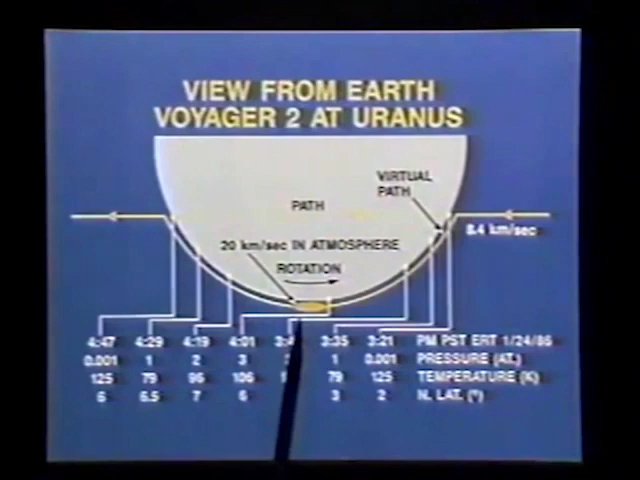 VIEW FROM EARTH
VOYAGER 2 AT URANUS
VIRTUAL
PATH
PATH
8.4 km/sec
20 km/sec IN ATMOSPHERE
ROTATION
4:47 4:29 4:19 4:01 3:35 3:21 PM PST ERT 1/24/86
0.001 1 2 3 1 0.001 PRESSURE (AT.)
125 79 95 106 79 125 TEMPERATURE (K)
6 6.5 7 6 3 2 N. LAT. (°)